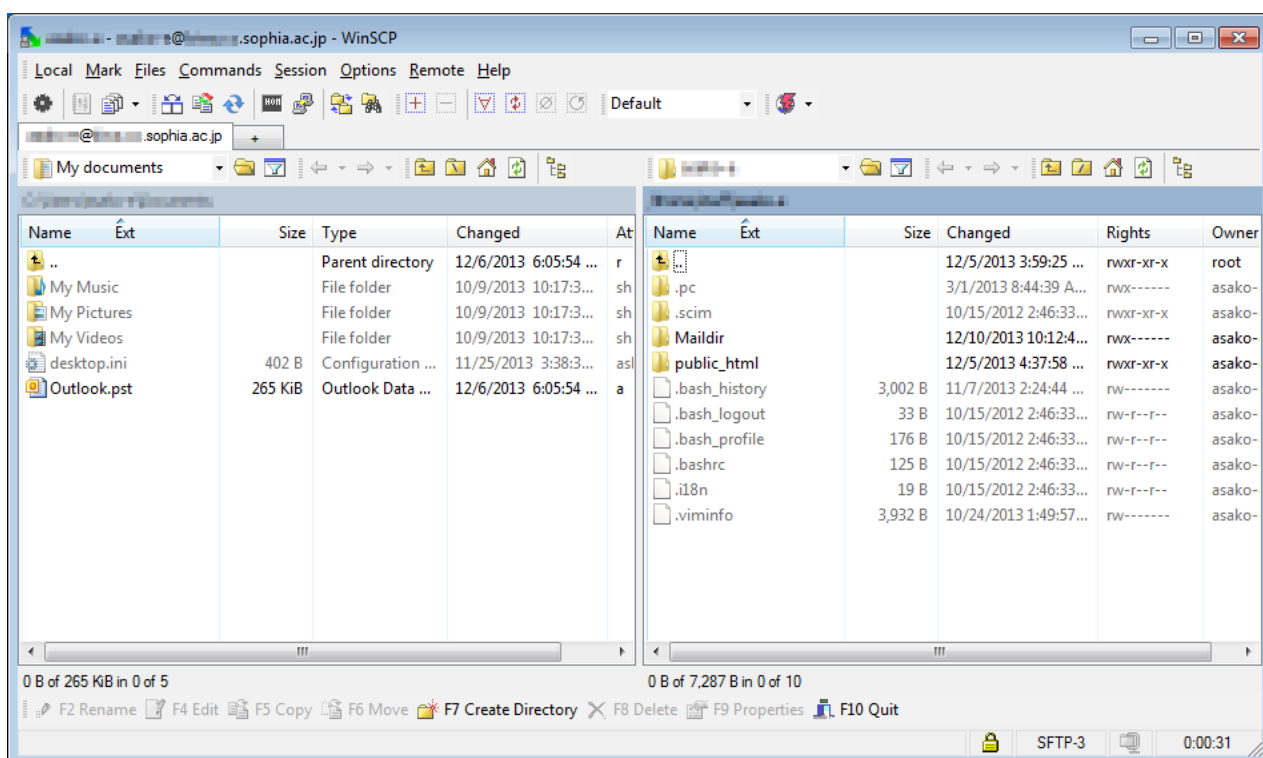 @ .sophia.ac.jp - WinSCP
Local Mark Files Commands Session Options Remote Help
Default
@ .sophia.ac.jp +
My documents
Name Ext Size Type Changed At Name Ext Size Changed Rights Owner
.. Parent directory 12/6/2013 6:05:54 ... r .. 12/5/2013 3:59:25 ... rwxr-xr-x root
My Music File folder 10/9/2013 10:17:3... sh .pc 3/1/2013 8:44:39 A... rwx------ asako-
My Pictures File folder 10/9/2013 10:17:3... sh .scim 10/15/2012 2:46:33... rwxr-xr-x asako-
My Videos File folder 10/9/2013 10:17:3... sh Maildir 12/10/2013 10:12:4... rwx------ asako-
desktop.ini 402 B Configuration ... 11/25/2013 3:38:3... asl public_html 12/5/2013 4:37:58 ... rwxr-xr-x asako-
Outlook.pst 265 KiB Outlook Data ... 12/6/2013 6:05:54 ... a .bash_history 3,002 B 11/7/2013 2:24:44 ... rw------- asako-
.bash_logout 33 B 10/15/2012 2:46:33... rw-r--r-- asako-
.bash_profile 176 B 10/15/2012 2:46:33... rw-r--r-- asako-
.bashrc 125 B 10/15/2012 2:46:33... rw-r--r-- asako-
.i18n 19 B 10/15/2012 2:46:33... rw-r--r-- asako-
.viminfo 3,932 B 10/24/2013 1:49:57... rw------- asako-
0 B of 265 KiB in 0 of 5 0 B of 7,287 B in 0 of 10
F2 Rename F4 Edit F5 Copy F6 Move F7 Create Directory F8 Delete F9 Properties F10 Quit
SFTP-3 0:00:31